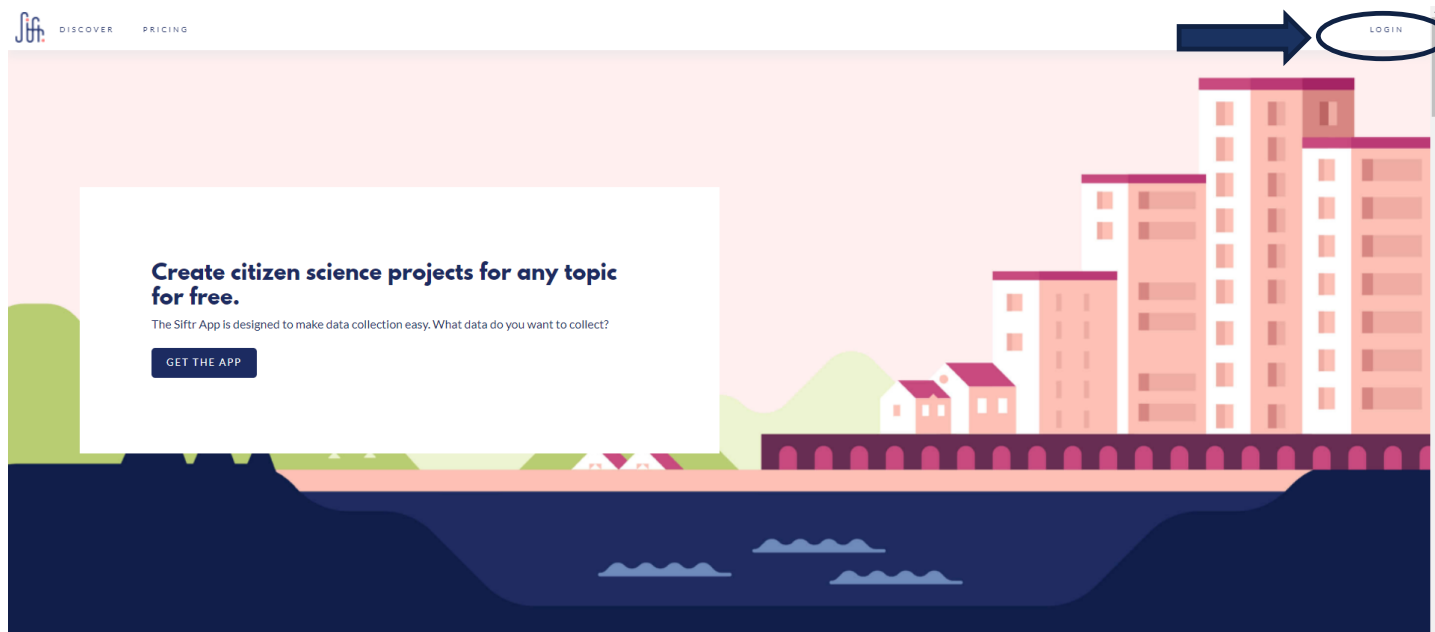 Siftr.
DISCOVER
PRICING
LOGIN
Create citizen science projects for any topic
for free.
The Siftr App is designed to make data collection easy. What data do you want to collect?
GET THE APP